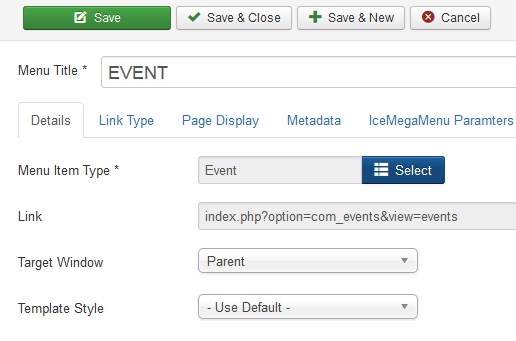 Save Save & Close Save & New Cancel
Menu Title * EVENT
Details Link Type Page Display Metadata IceMegaMenu Paramters
Menu Item Type * Event Select
Link index.php?option=com_events&view=events
Target Window Parent
Template Style - Use Default -